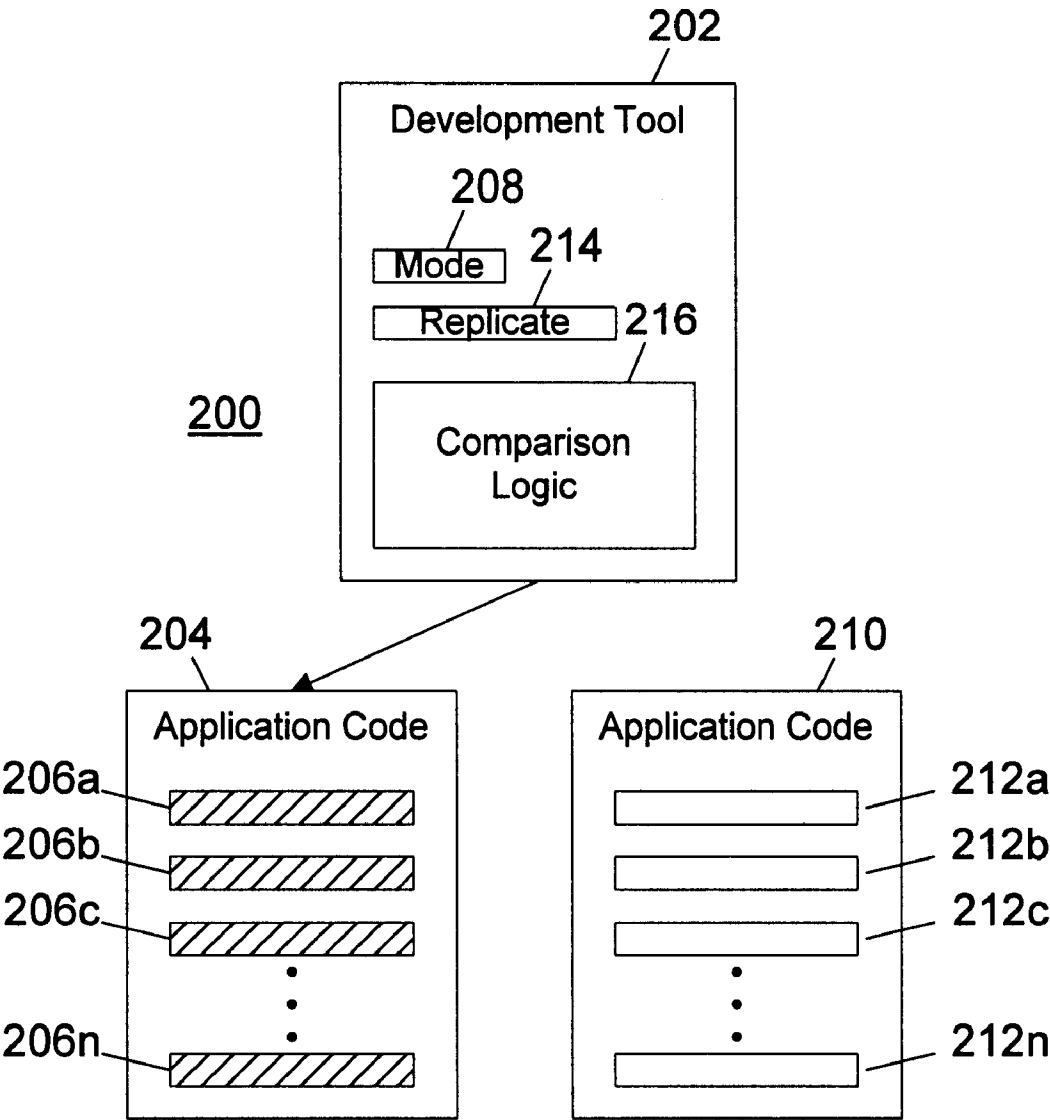 202
Development Tool
208
Mode
214
Replicate
216
200
Comparison
Logic
204
210
Application Code
Application Code
206a
212a
206b
212b
206c
212c
206n
212n